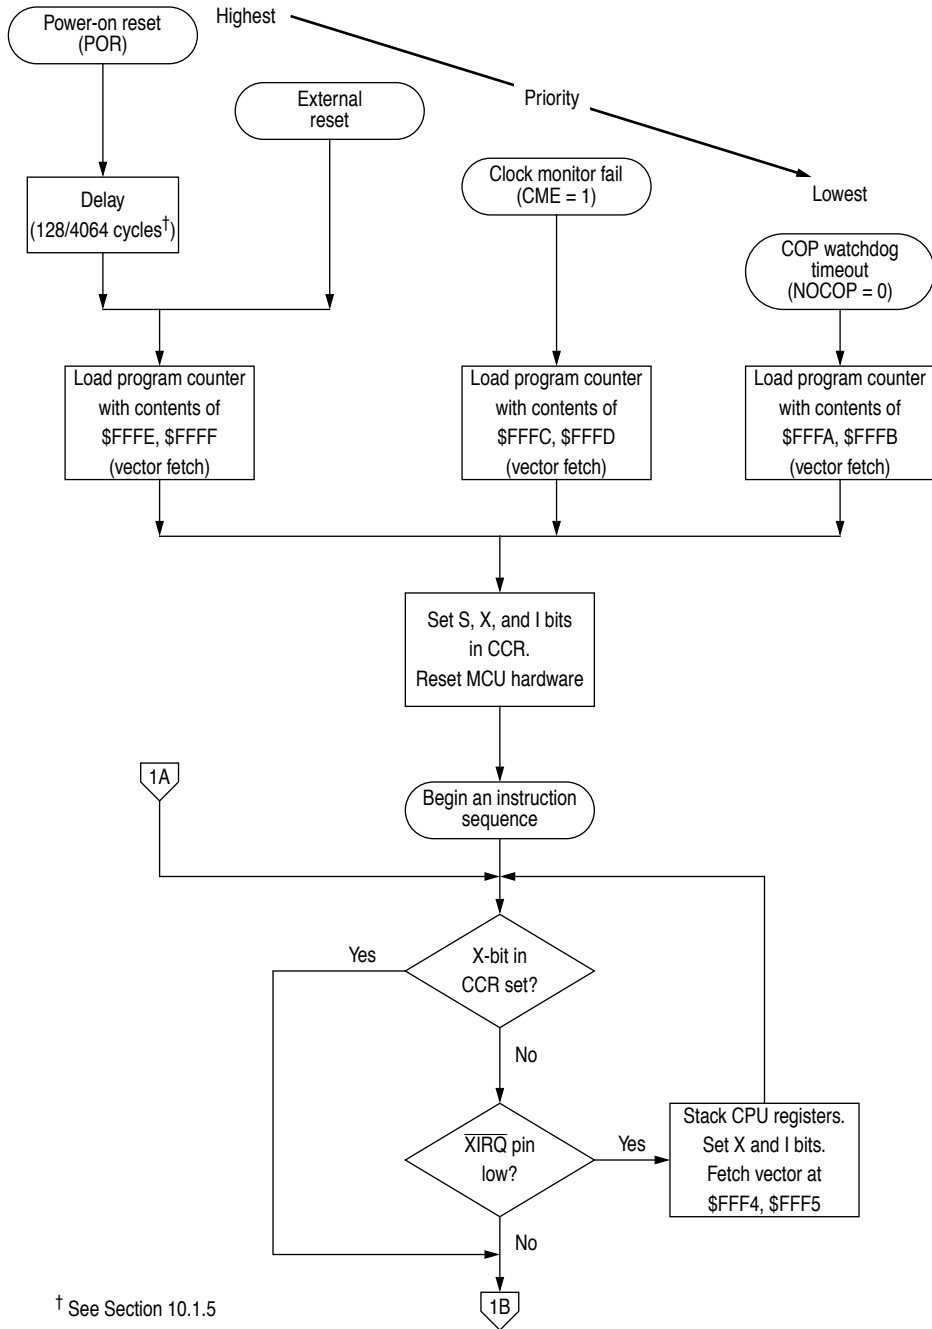 Power-on reset
(POR)
Highest
External
reset
Priority
Clock monitor fail
(CME = 1)
Lowest
Delay
(128/4064 cycles†)
COP watchdog
timeout
(NOCOP = 0)
Load program counter
with contents of
$FFFE, $FFFF
(vector fetch)
Load program counter
with contents of
$FFFC, $FFFD
(vector fetch)
Load program counter
with contents of
$FFFA, $FFFB
(vector fetch)
Set S, X, and I bits
in CCR.
Reset MCU hardware
1A
Begin an instruction
sequence
Yes
X-bit in
CCR set?
No
X̅I̅R̅Q̅ pin
low?
Yes
Stack CPU registers.
Set X and I bits.
Fetch vector at
$FFF4, $FFF5
No
† See Section 10.1.5
1B